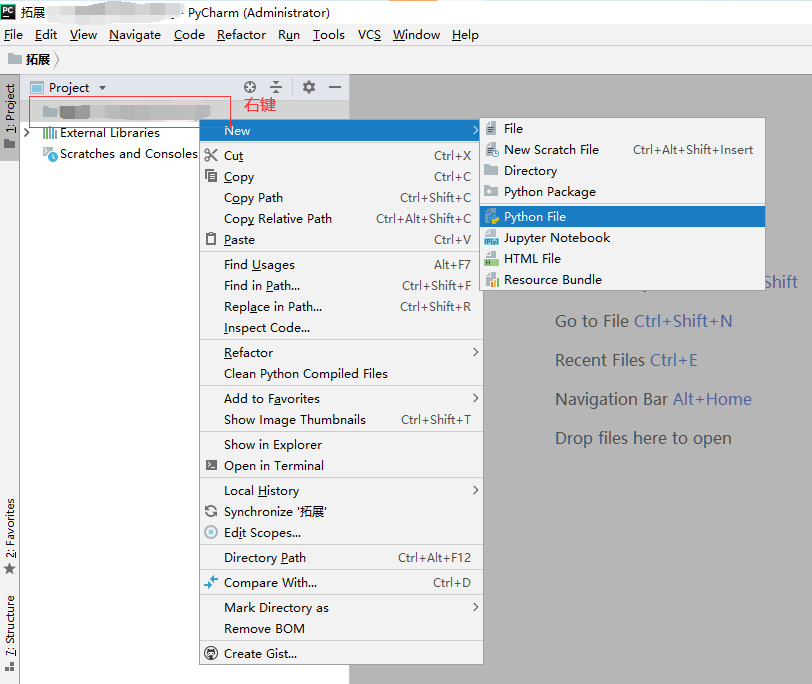 PC 拓展 PyCharm (Administrator)
File Edit View Navigate Code Refactor Run Tools VCS Window Help
拓展
1: Project
Project
右键
External Libraries
Scratches and Consoles
New
Cut Ctrl+X
Copy Ctrl+C
Copy Path Ctrl+Shift+C
Copy Relative Path Ctrl+Alt+Shift+C
Paste Ctrl+V
Find Usages Alt+F7
Find in Path... Ctrl+Shift+F
Replace in Path... Ctrl+Shift+R
Inspect Code...
Refactor
Clean Python Compiled Files
Add to Favorites
Show Image Thumbnails Ctrl+Shift+T
Show in Explorer
Open in Terminal
Local History
Synchronize '拓展'
Edit Scopes...
Directory Path Ctrl+Alt+F12
Compare With... Ctrl+D
Mark Directory as
Remove BOM
Create Gist...
File
New Scratch File Ctrl+Alt+Shift+Insert
Directory
Python Package
Python File
Jupyter Notebook
HTML File
Resource Bundle
Shift
Go to File Ctrl+Shift+N
Recent Files Ctrl+E
Navigation Bar Alt+Home
Drop files here to open
2: Favorites
7: Structure